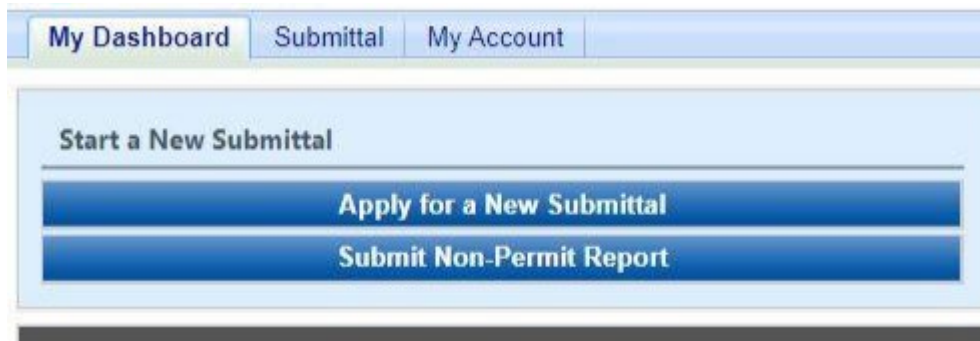 My Dashboard Submittal My Account
Start a New Submittal
Apply for a New Submittal
Submit Non-Permit Report